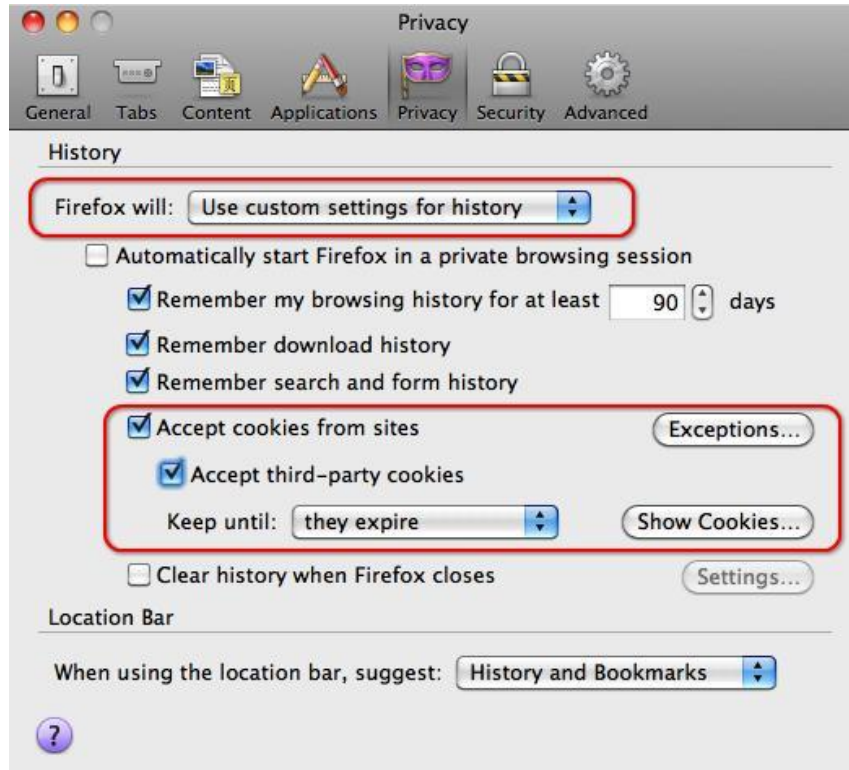 Privacy
General Tabs Content Applications Privacy Security Advanced
History
Firefox will: Use custom settings for history
Automatically start Firefox in a private browsing session
Remember my browsing history for at least 90 days
Remember download history
Remember search and form history
Accept cookies from sites Exceptions...
Accept third-party cookies
Keep until: they expire Show Cookies...
Clear history when Firefox closes Settings...
Location Bar
When using the location bar, suggest: History and Bookmarks
?